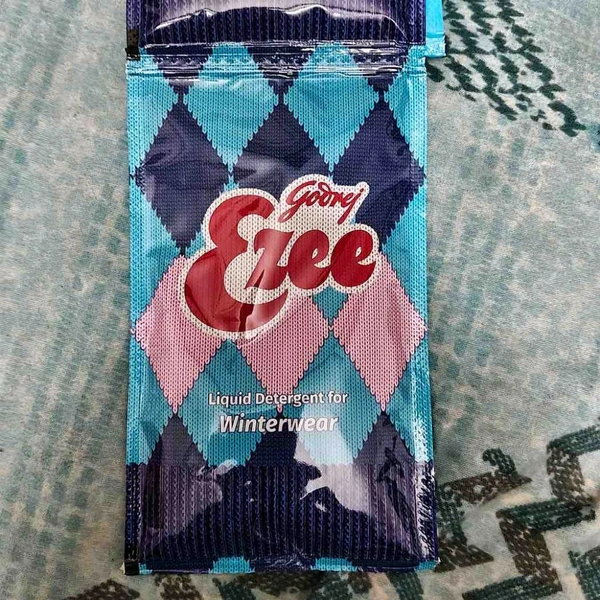 Godrej
Ezee
Liquid Detergent for
Winterwear